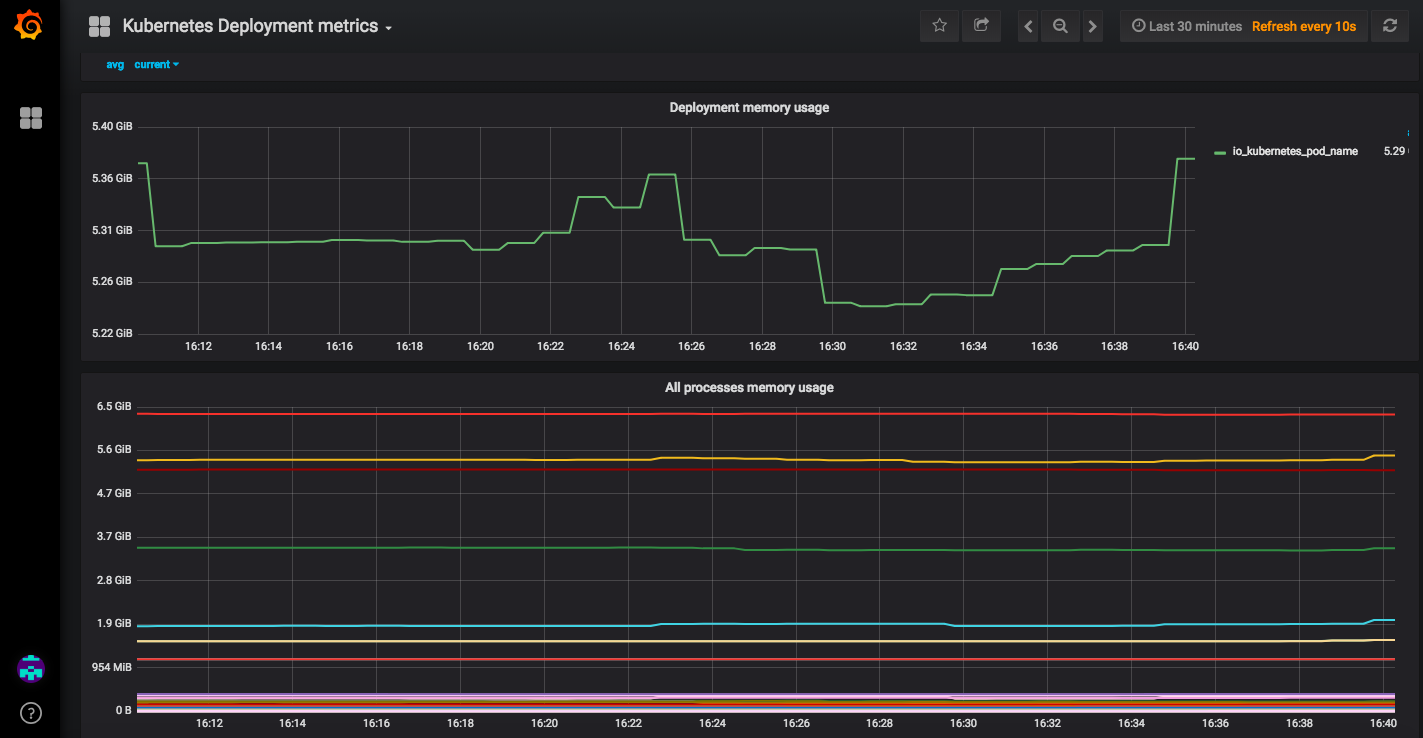 Kubernetes Deployment metrics
Last 30 minutes Refresh every 10s
avg current
Deployment memory usage
5.40 GiB
5.36 GiB
5.31 GiB
5.26 GiB
5.22 GiB
16:12 16:14 16:16 16:18 16:20 16:22 16:24 16:26 16:28 16:30 16:32 16:34 16:36 16:38 16:40
io_kubernetes_pod_name 5.29
All processes memory usage
6.5 GiB
5.6 GiB
4.7 GiB
3.7 GiB
2.8 GiB
1.9 GiB
954 MiB
0 B
16:12 16:14 16:16 16:18 16:20 16:22 16:24 16:26 16:28 16:30 16:32 16:34 16:36 16:38 16:40
?